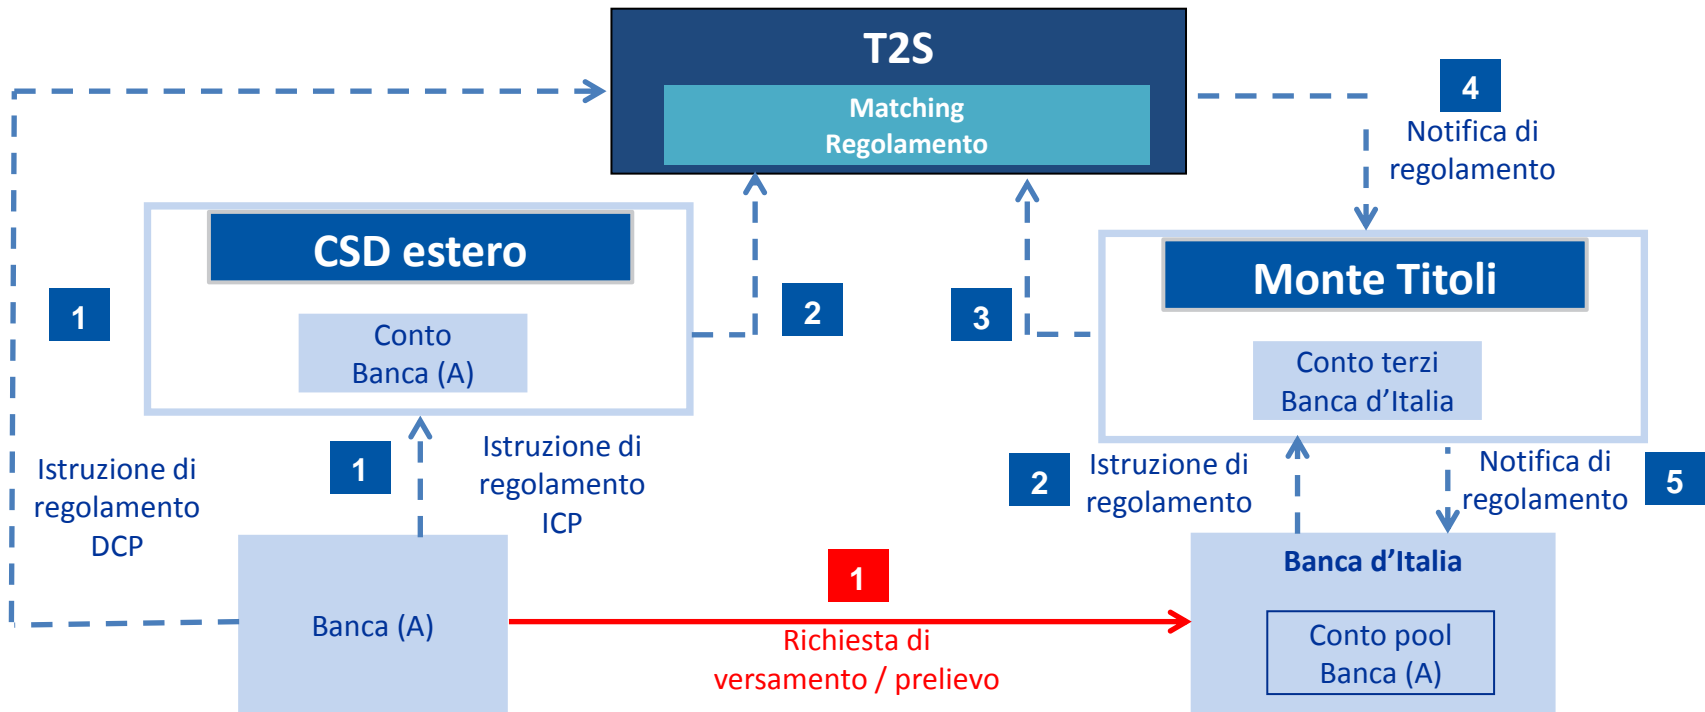 T2S
Matching
Regolamento
4
Notifica di
regolamento
CSD estero
Conto
Banca (A)
1
2
3
Monte Titoli
Conto terzi
Banca d’Italia
Istruzione di
regolamento
DCP
1
Istruzione di
regolamento
ICP
2
Istruzione di
regolamento
Notifica di
regolamento
5
Banca (A)
1
Richiesta di
versamento / prelievo
Banca d’Italia
Conto pool
Banca (A)